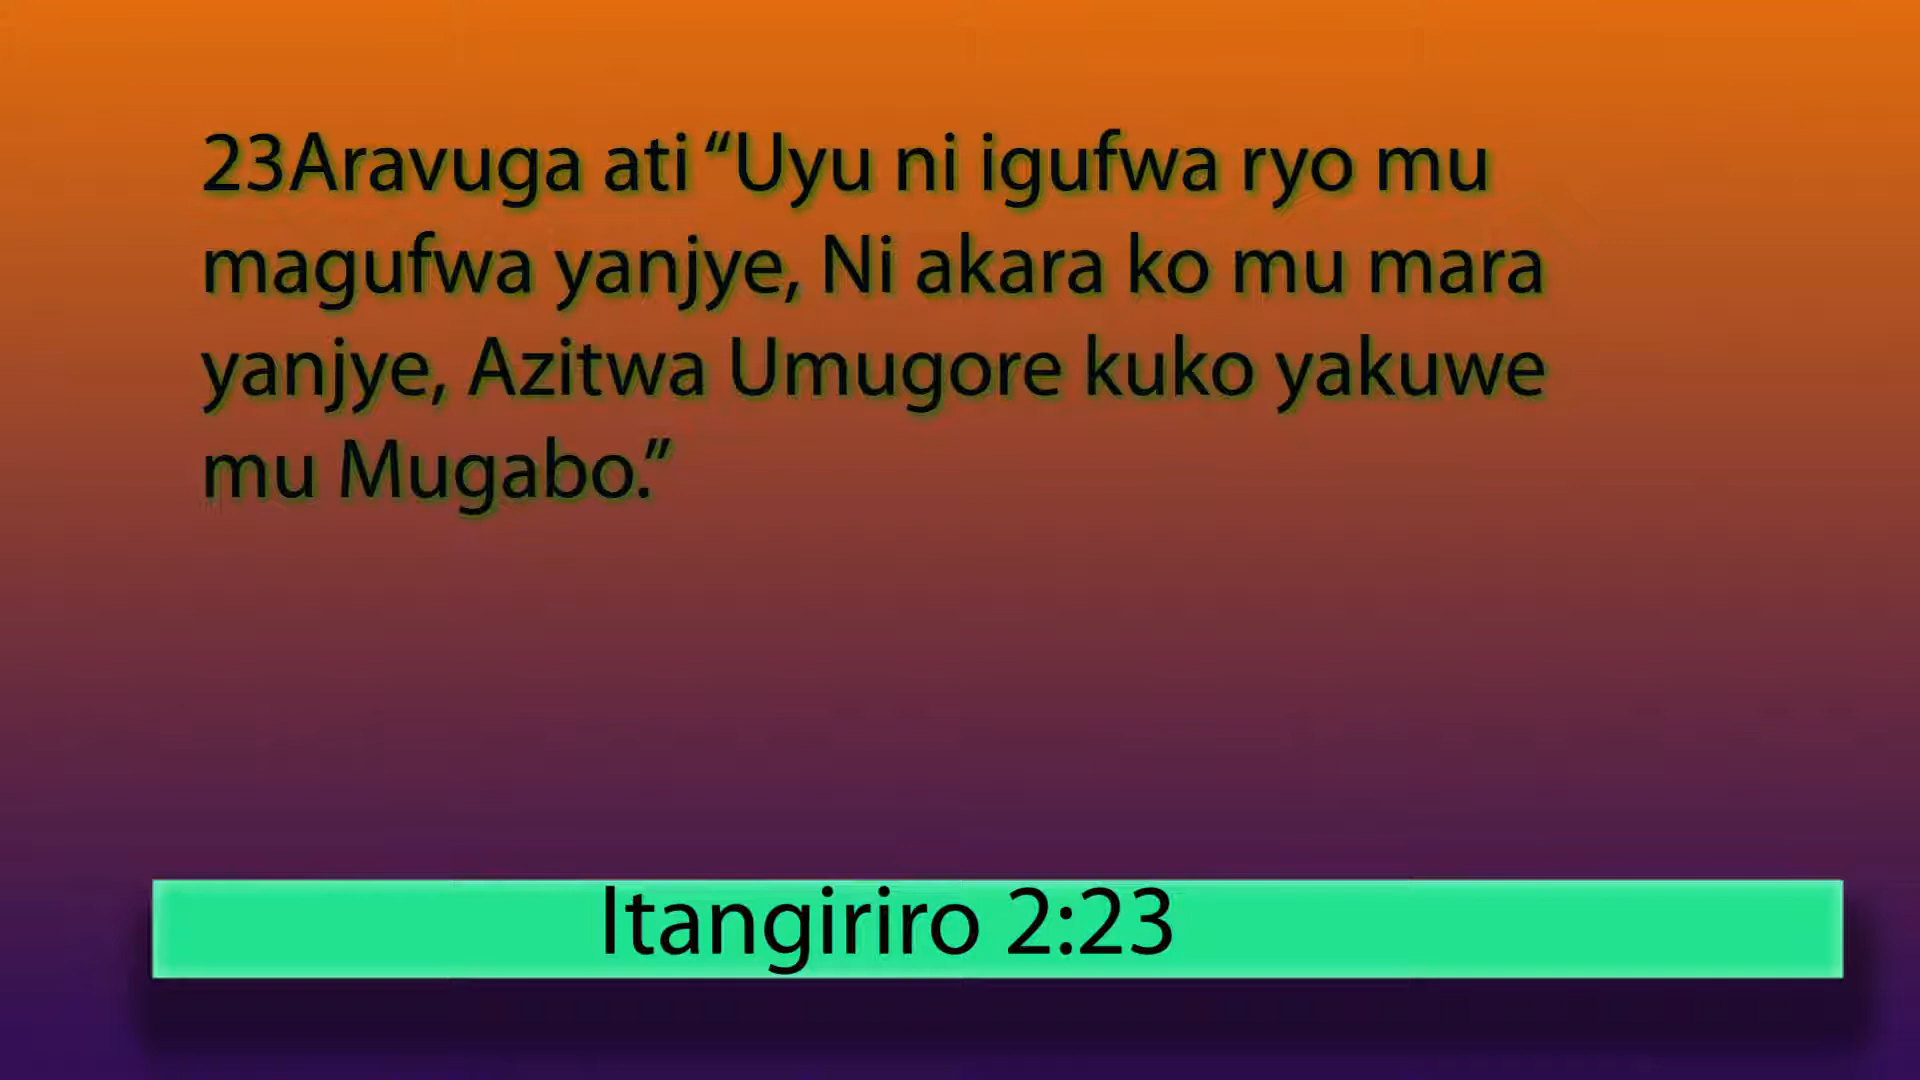 23Aravuga ati “Uyu ni igufwa ryo mu
magufwa yanjye, Ni akara ko mu mara
yanjye, Azitwa Umugore kuko yakuwe
mu Mugabo.”
Itangiriro 2:23